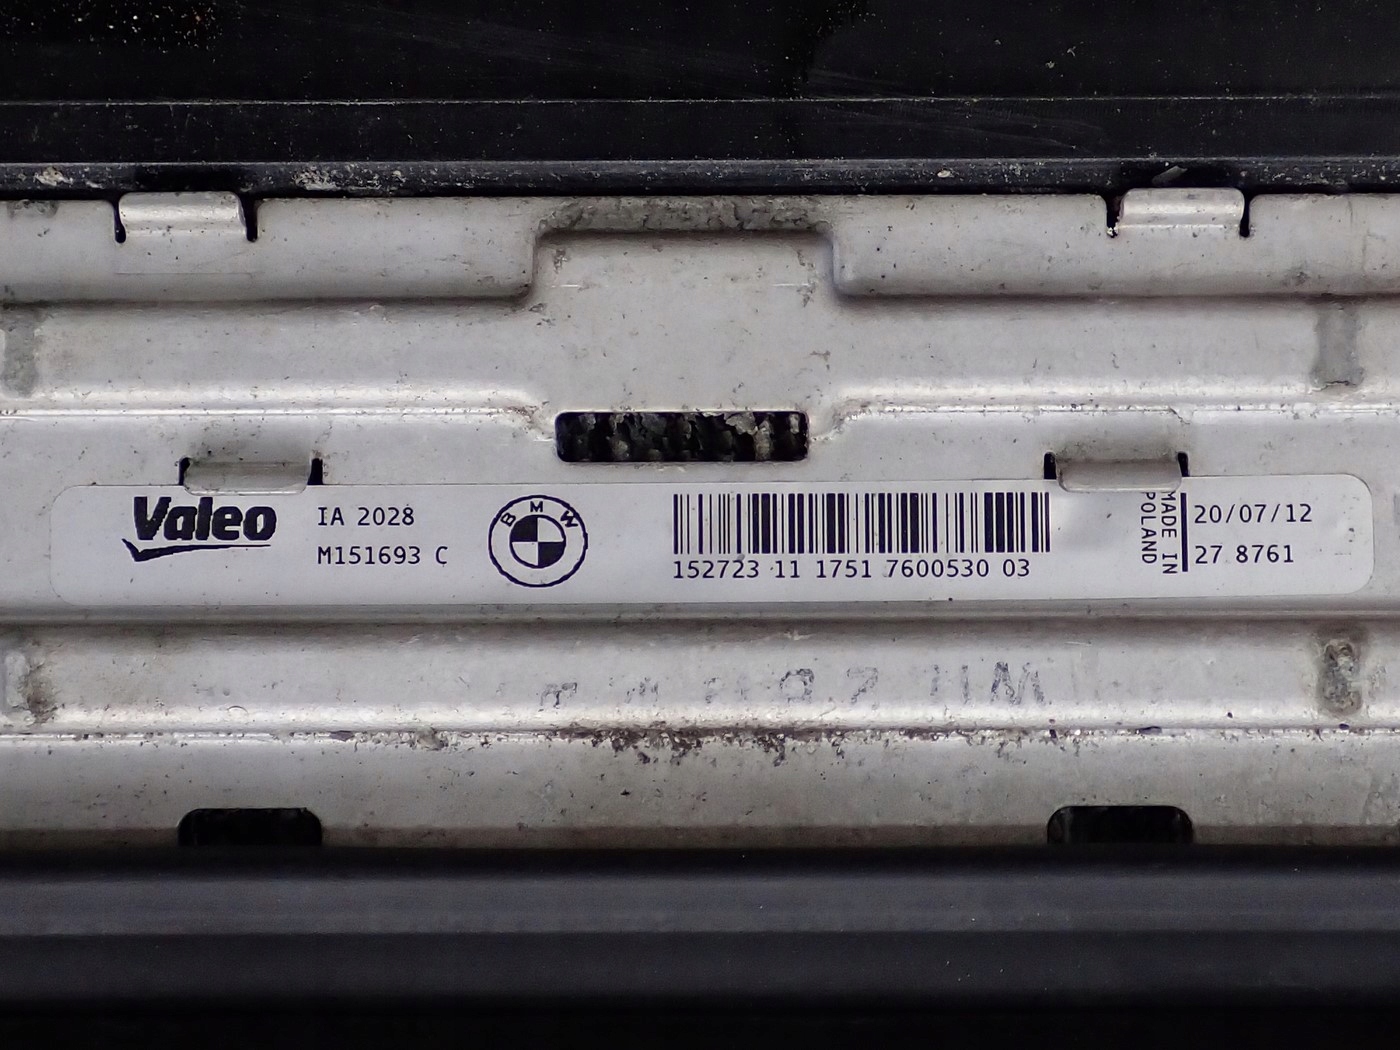 Valeo
IA 2028
M151693 C
BMW
152723 11 1751 7600530 03
MADE IN
POLAND
20/07/12
27 8761